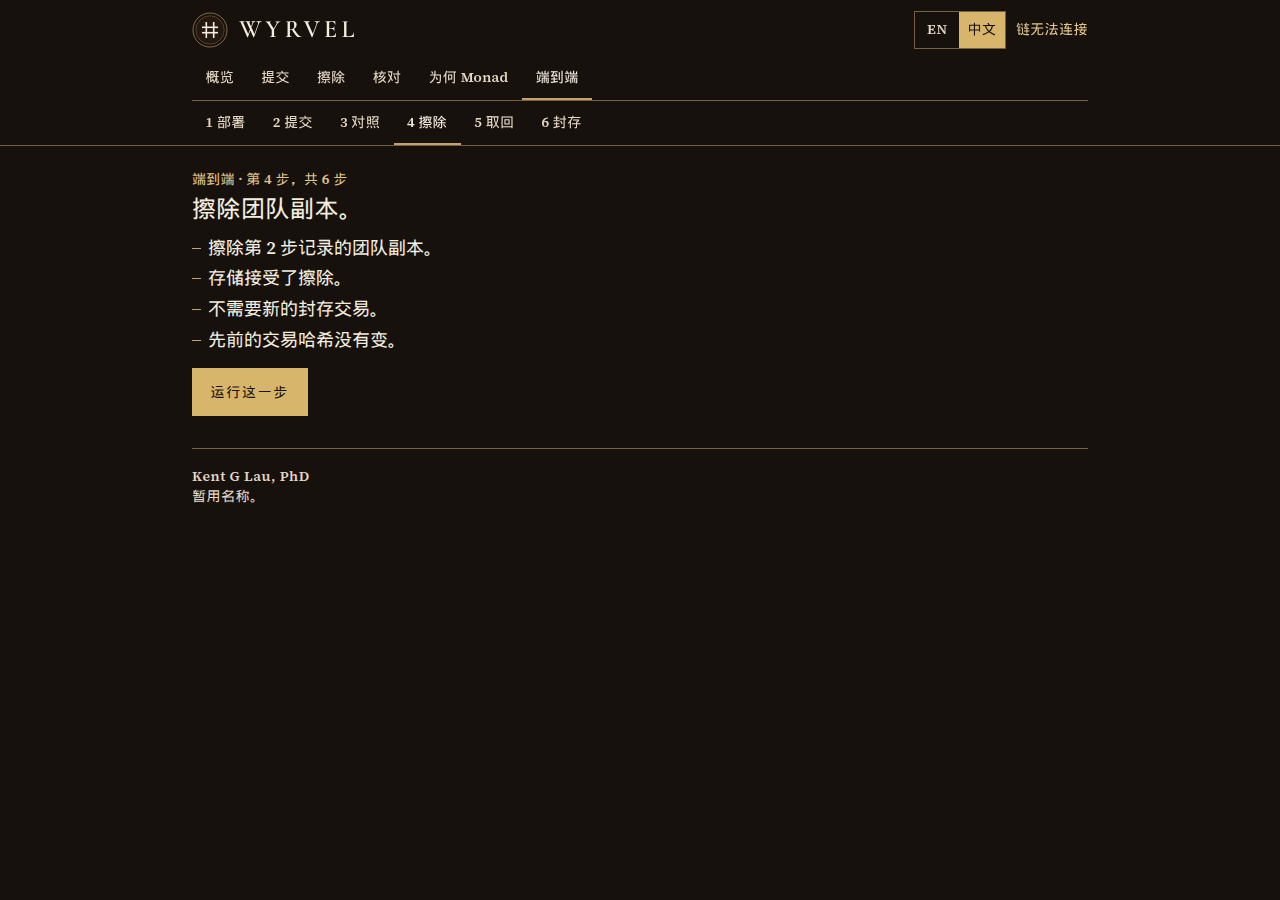 WYRVEL
EN 中文 链无法连接
概览 提交 擦除 核对 为何 Monad 端到端
1 部署 2 提交 3 对照 4 擦除 5 取回 6 封存
端到端 · 第 4 步，共 6 步
擦除团队副本。
– 擦除第 2 步记录的团队副本。
– 存储接受了擦除。
– 不需要新的封存交易。
– 先前的交易哈希没有变。
运行这一步
Kent G Lau, PhD
暂用名称。